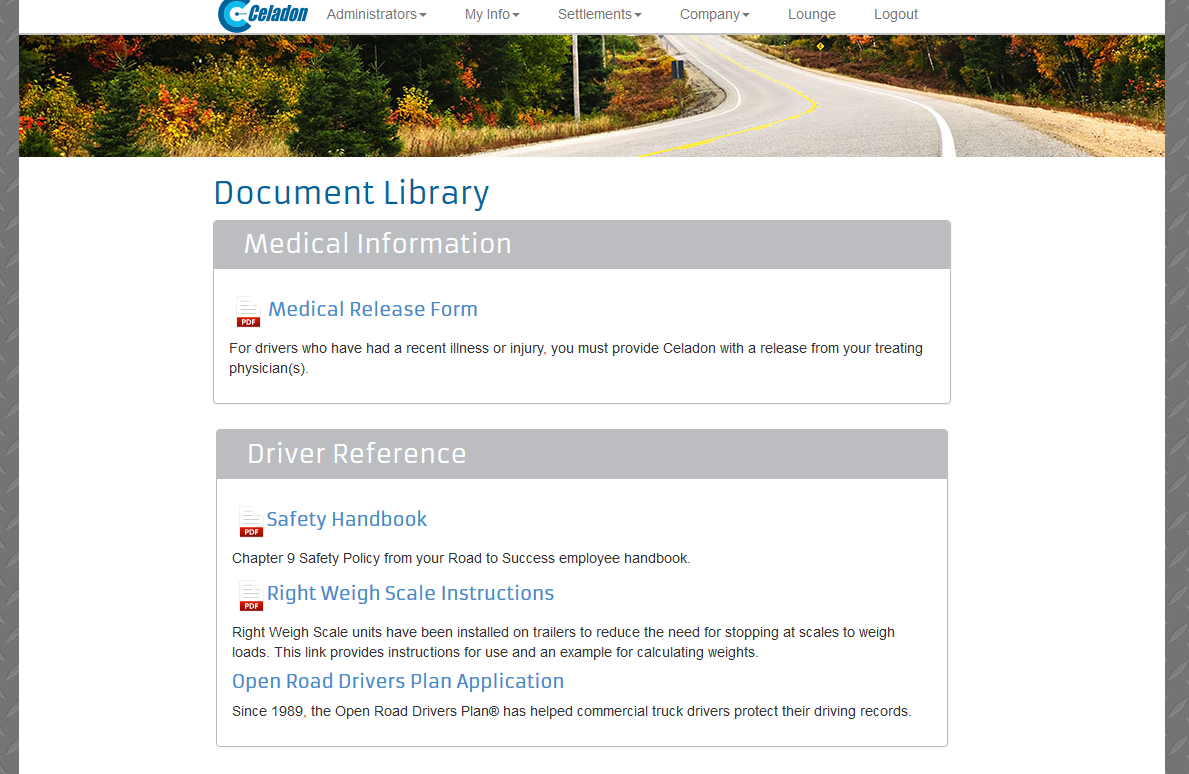 Celadon Administrators My Info Settlements Company Lounge Logout
Document Library
Medical Information
PDF Medical Release Form
For drivers who have had a recent illness or injury, you must provide Celadon with a release from your treating
physician(s).
Driver Reference
PDF Safety Handbook
Chapter 9 Safety Policy from your Road to Success employee handbook.
PDF Right Weigh Scale Instructions
Right Weigh Scale units have been installed on trailers to reduce the need for stopping at scales to weigh
loads. This link provides instructions for use and an example for calculating weights.
Open Road Drivers Plan Application
Since 1989, the Open Road Drivers Plan® has helped commercial truck drivers protect their driving records.